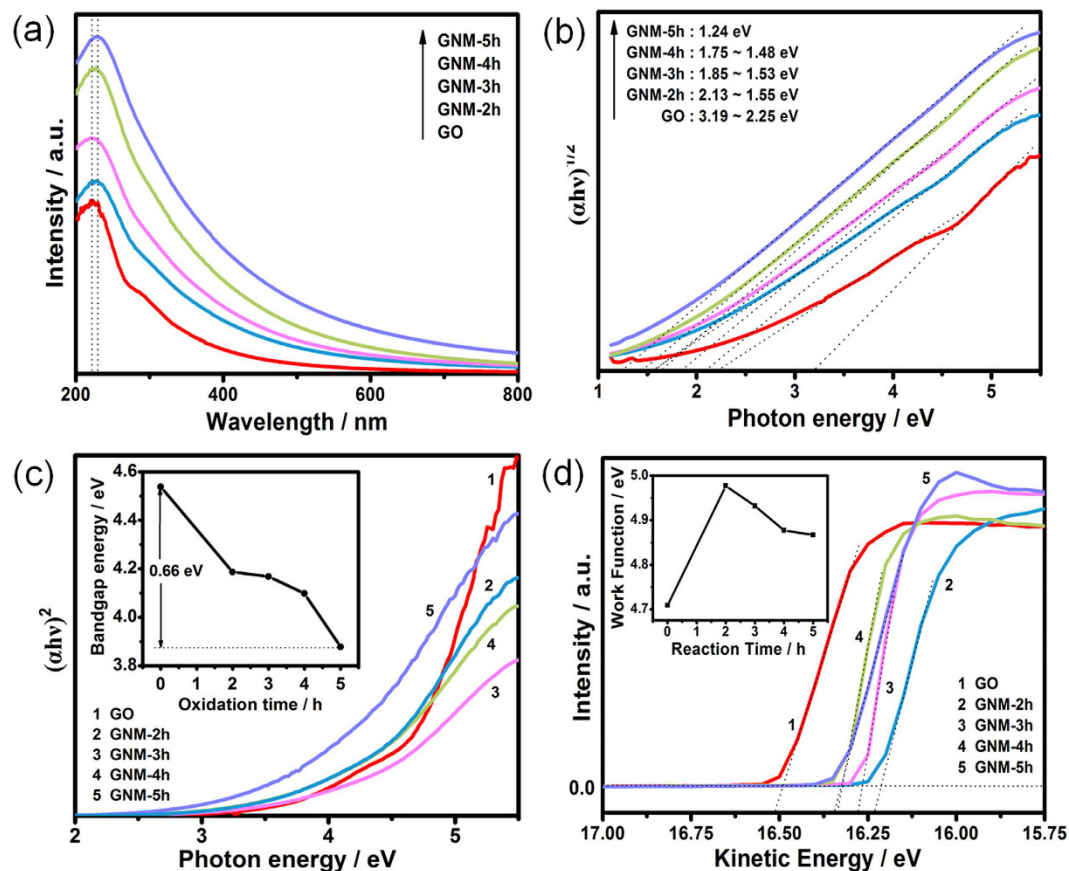 (a)
Intensity / a.u.
GNM-5h
GNM-4h
GNM-3h
GNM-2h
GO
200 400 600 800
Wavelength / nm
(b)
(αhν)^1/2
GNM-5h : 1.24 eV
GNM-4h : 1.75 ~ 1.48 eV
GNM-3h : 1.85 ~ 1.53 eV
GNM-2h : 2.13 ~ 1.55 eV
GO : 3.19 ~ 2.25 eV
1 2 3 4 5
Photon energy / eV
(c)
(αhν)²
4.6
4.4
4.2
4.0
3.8
Bandgap energy / eV
0.66 eV
0 1 2 3 4 5
Oxidation time / h
1
5
2
4
3
1 GO
2 GNM-2h
3 GNM-3h
4 GNM-4h
5 GNM-5h
2 3 4 5
Photon energy / eV
(d)
Intensity / a.u.
0.0
5.0
4.9
4.8
4.7
Work Function / eV
0 1 2 3 4 5
Reaction Time / h
5
2
4
3
1
1 GO
2 GNM-2h
3 GNM-3h
4 GNM-4h
5 GNM-5h
17.00 16.75 16.50 16.25 16.00 15.75
Kinetic Energy / eV